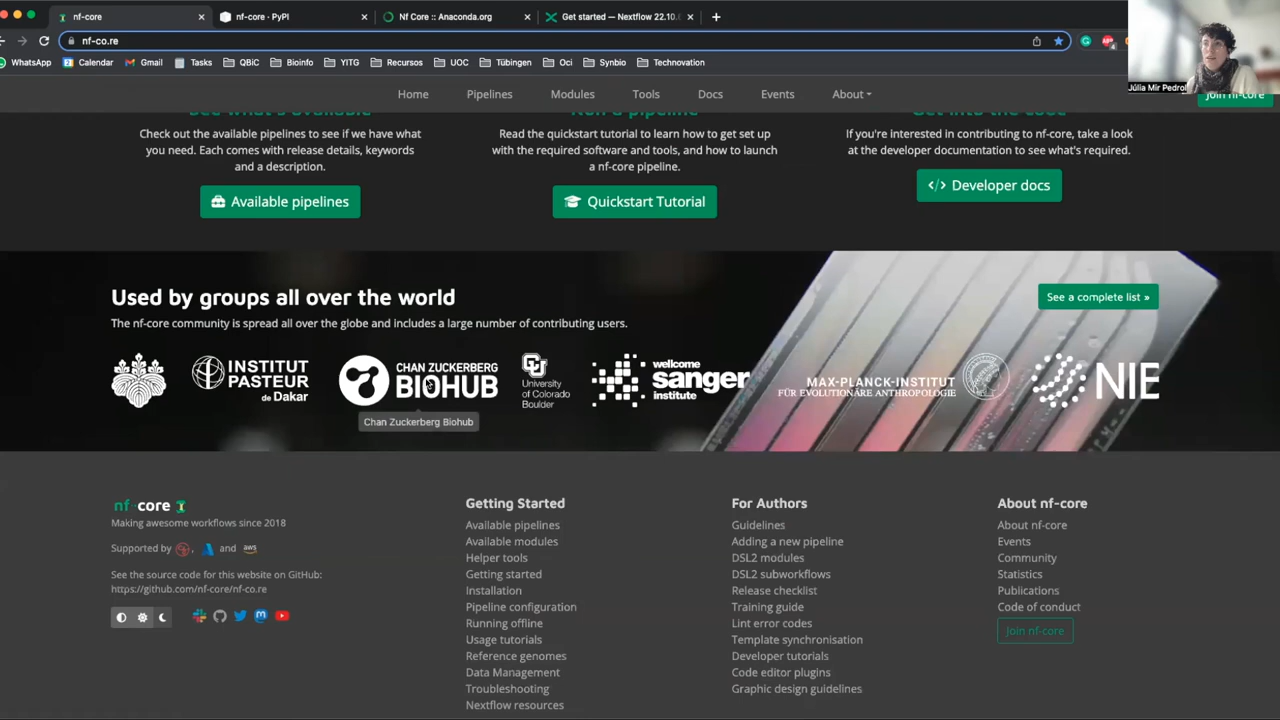 nf-core
nf-core · PyPI
Nf Core :: Anaconda.org
Get started — Nextflow 22.10.
nf-co.re
WhatsApp
Calendar
Gmail
Tasks
QBiC
Bioinfo
YITG
Recursos
UOC
Tübingen
Oci
Synbio
Technovation
Júlia Mir Pedrol
Home
Pipelines
Modules
Tools
Docs
Events
About
Join nf-core
See what's available
Run a pipeline
Get into the code
Check out the available pipelines to see if we have what
you need. Each comes with release details, keywords
and a description.
Available pipelines
Read the quickstart tutorial to learn how to get set up
with the required software and tools, and how to launch
a nf-core pipeline.
Quickstart Tutorial
If you're interested in contributing to nf-core, take a look
at the developer documentation to see what's required.
Developer docs
Used by groups all over the world
See a complete list »
The nf-core community is spread all over the globe and includes a large number of contributing users.
INSTITUT
PASTEUR
de Dakar
CHAN ZUCKERBERG
BIOHUB
CU
University
of Colorado
Boulder
wellcome
sanger
institute
MAX-PLANCK-INSTITUT
FÜR EVOLUTIONÄRE ANTHROPOLOGIE
NIE
Chan Zuckerberg Biohub
nf-core
Making awesome workflows since 2018
Supported by , and aws
See the source code for this website on GitHub:
https://github.com/nf-core/nf-co.re
Getting Started
Available pipelines
Available modules
Helper tools
Getting started
Installation
Pipeline configuration
Running offline
Usage tutorials
Reference genomes
Data Management
Troubleshooting
Nextflow resources
For Authors
Guidelines
Adding a new pipeline
DSL2 modules
DSL2 subworkflows
Release checklist
Training guide
Lint error codes
Template synchronisation
Developer tutorials
Code editor plugins
Graphic design guidelines
About nf-core
About nf-core
Events
Community
Statistics
Publications
Code of conduct
Join nf-core